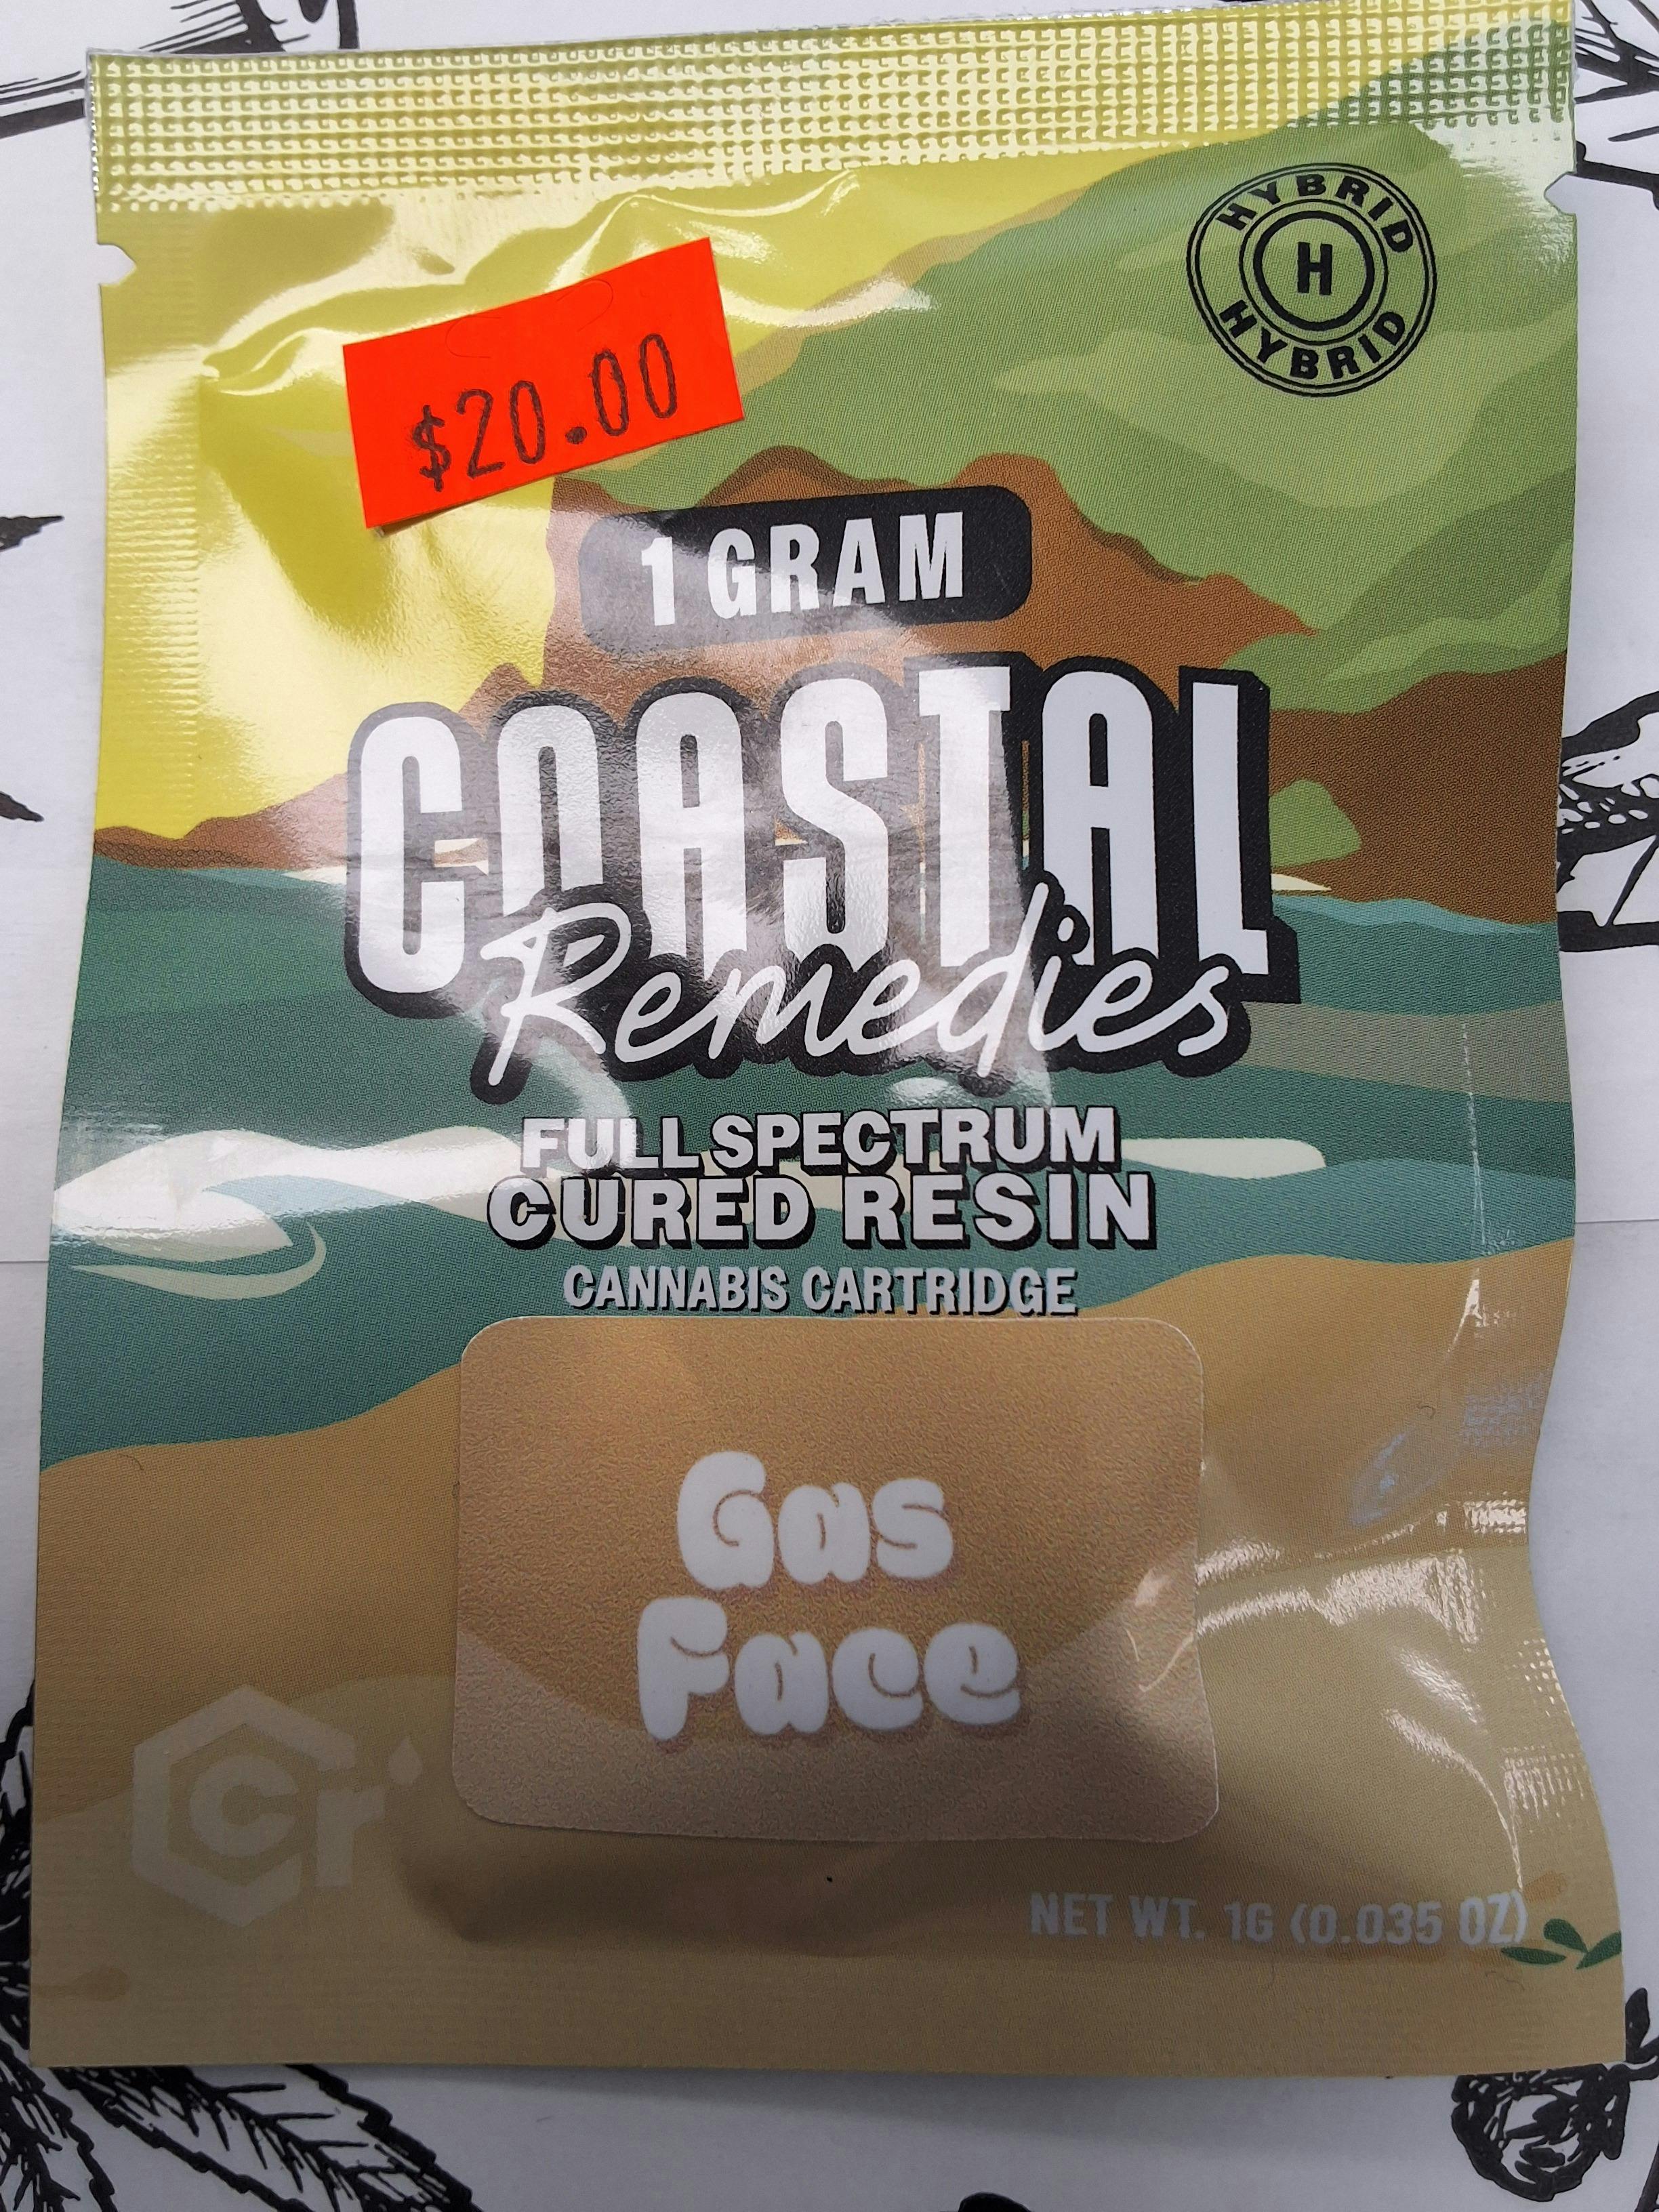 HYBRID
H
HYBRID
$20.00
1 GRAM
COASTAL
Remedies
FULL SPECTRUM
CURED RESIN
CANNABIS CARTRIDGE
Gas
Face
Cr
NET WT. 1G (0.035 OZ)